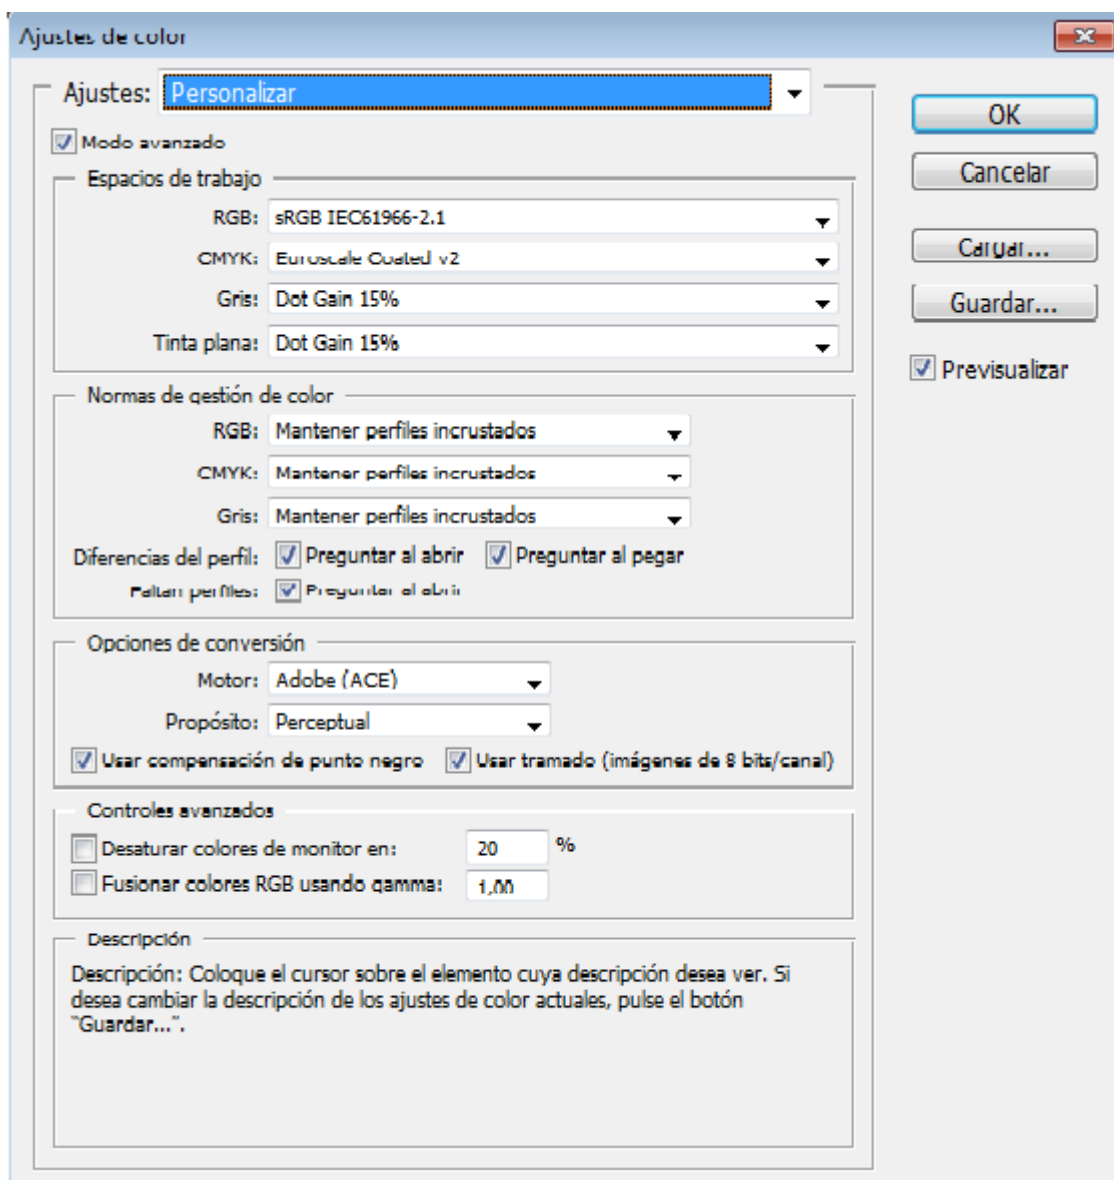 Ajustes de color
Ajustes: Personalizar
OK
Modo avanzado
Cancelar
Espacios de trabajo
RGB: sRGB IEC61966-2.1
CMYK: Euroscale Coated v2
Cargar...
Gris: Dot Gain 15%
Guardar...
Tinta plana: Dot Gain 15%
Previsualizar
Normas de gestión de color
RGB: Mantener perfiles incrustados
CMYK: Mantener perfiles incrustados
Gris: Mantener perfiles incrustados
Diferencias del perfil: Preguntar al abrir Preguntar al pegar
Faltan perfiles: Preguntar al abrir
Opciones de conversión
Motor: Adobe (ACE)
Propósito: Perceptual
Usar compensación de punto negro Usar tramado (imágenes de 8 bits/canal)
Controles avanzados
Desaturar colores de monitor en: 20 %
Fusionar colores RGB usando gamma: 1,00
Descripción
Descripción: Coloque el cursor sobre el elemento cuya descripción desea ver. Si
desea cambiar la descripción de los ajustes de color actuales, pulse el botón
"Guardar...".